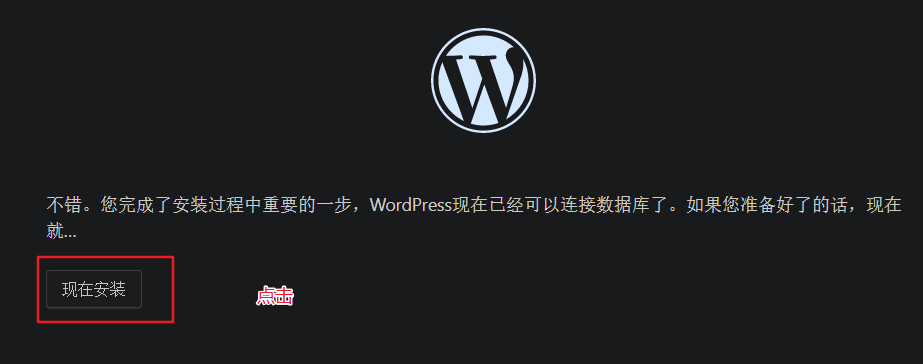 不错。您完成了安装过程中重要的一步，WordPress现在已经可以连接数据库了。如果您准备好了的话，现在
就…
现在安装
点击